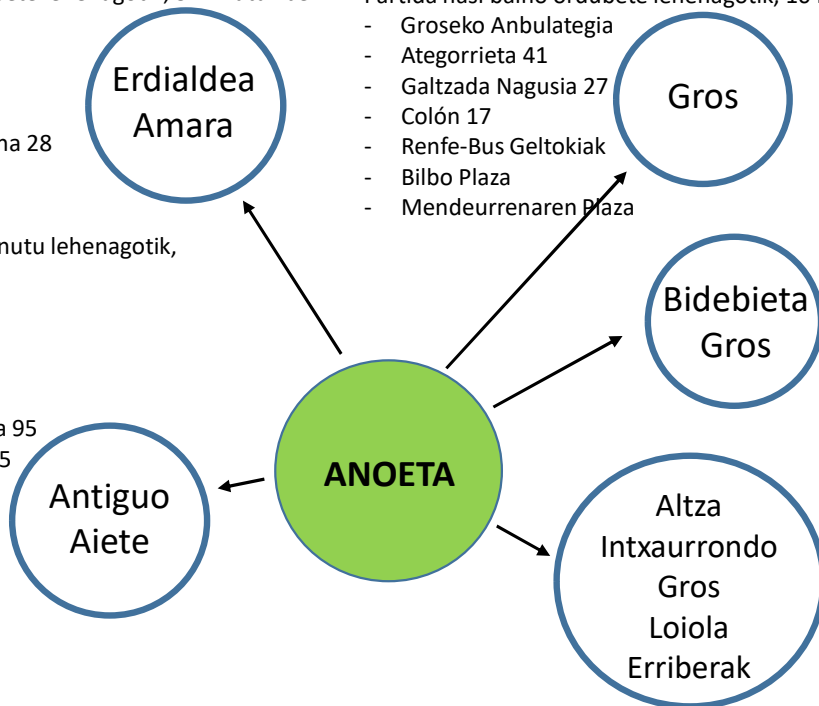 Partida hasi baino ordubete lehenagotik, 10
- Groseko Anbulategia
- Ategorrieta 41
- Galtzada Nagusia 27
- Colón 17
- Renfe-Bus Geltokiak
- Bilbo Plaza
- Mendeurrenaren Plaza
Erdialdea
Amara
Gros
28
lehenagotik,
Bidebieta
Gros
95
5
Antiguo
Aiete
ANOETA
Altza
Intxaurrondo
Gros
Loiola
Erriberak